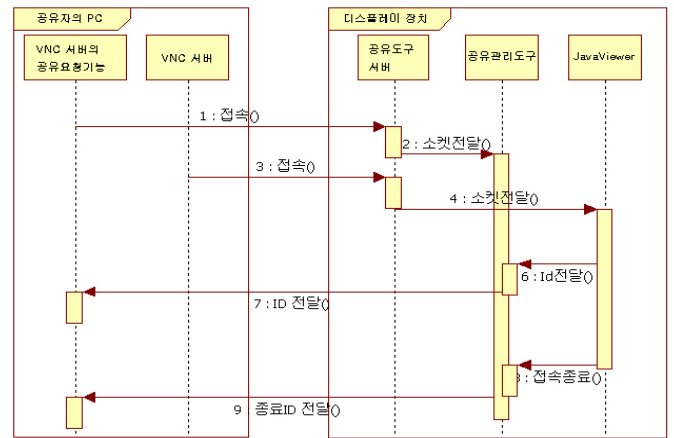 공유자의 PC
디스플레이 장치
VNC 서버의
공유요청기능
VNC 서버
공유도구
서버
공유관리도구
JavaViewer
1 : 접속()
2 : 소켓전달()
3 : 접속()
4 : 소켓전달()
6 : Id전달()
7 : ID 전달()
: 접속종료()
9 종료ID 전달()